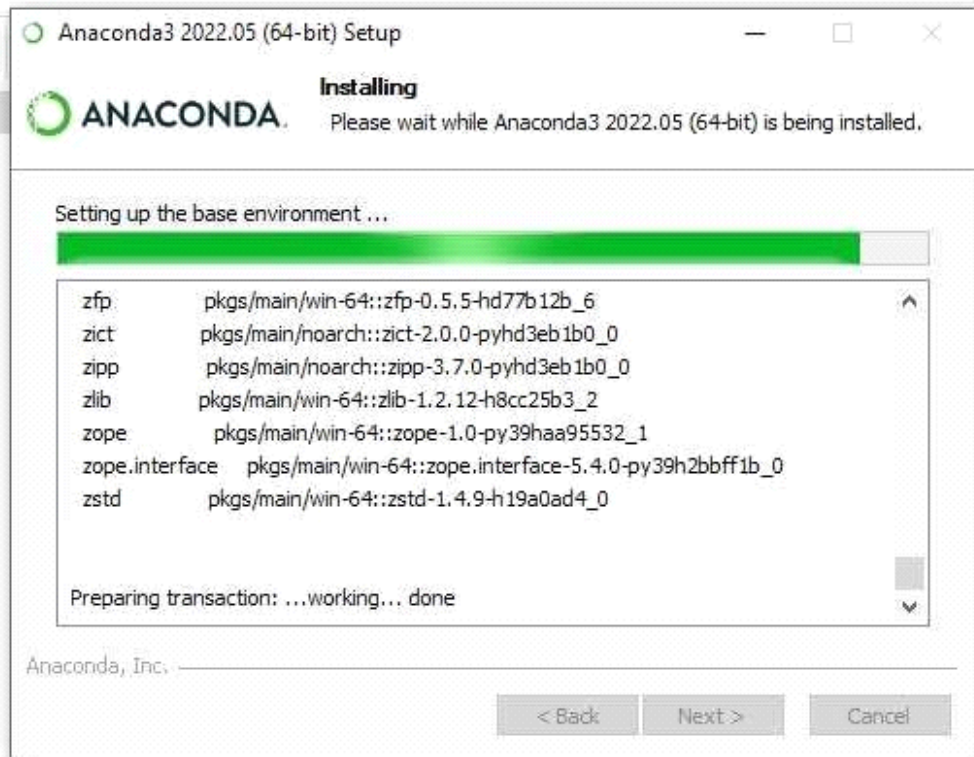 Anaconda3 2022.05 (64-bit) Setup
ANACONDA.
Installing
Please wait while Anaconda3 2022.05 (64-bit) is being installed.
Setting up the base environment ...
zfp pkgs/main/win-64::zfp-0.5.5-hd77b12b_6
zict pkgs/main/noarch::zict-2.0.0-pyhd3eb1b0_0
zipp pkgs/main/noarch::zipp-3.7.0-pyhd3eb1b0_0
zlib pkgs/main/win-64::zlib-1.2.12-h8cc25b3_2
zope pkgs/main/win-64::zope-1.0-py39haa95532_1
zope.interface pkgs/main/win-64::zope.interface-5.4.0-py39h2bbff1b_0
zstd pkgs/main/win-64::zstd-1.4.9-h19a0ad4_0
Preparing transaction: ...working... done
Anaconda, Inc.
< Back
Next >
Cancel